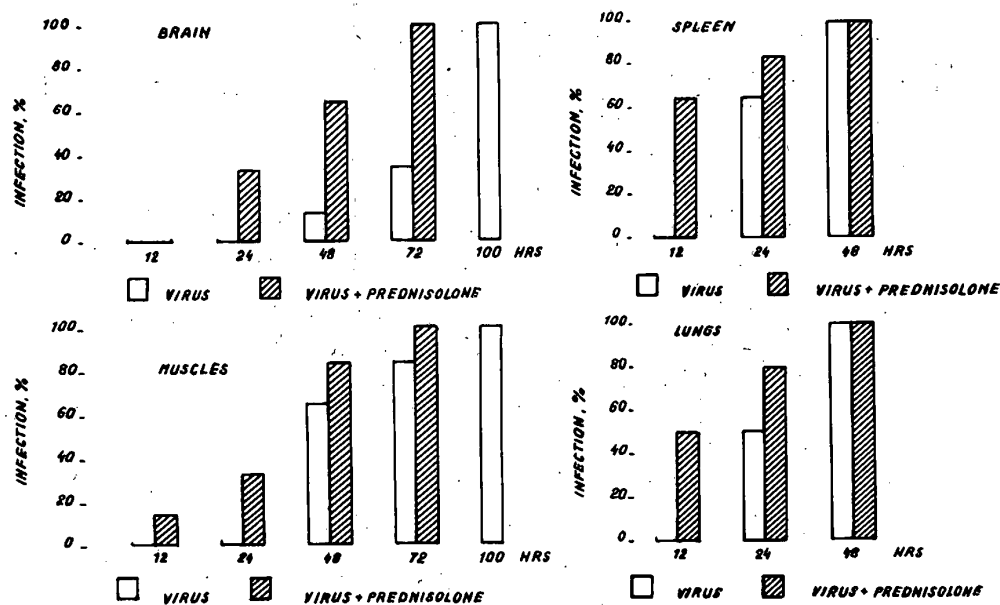 BRAIN
INFECTION, %
100
80
60
40
20
0
12 24 48 72 100 HRS
VIRUS VIRUS + PREDNISOLONE
SPLEEN
INFECTION, %
100
80
60
40
20
0
12 24 48
VIRUS VIRUS + PREDNISOLONE
MUSCLES
INFECTION, %
100
80
60
40
20
0
12 24 48 72 100 HRS
VIRUS VIRUS + PREDNISOLONE
LUNGS
INFECTION, %
100
80
60
40
20
0
12 24 48
VIRUS VIRUS + PREDNISOLONE